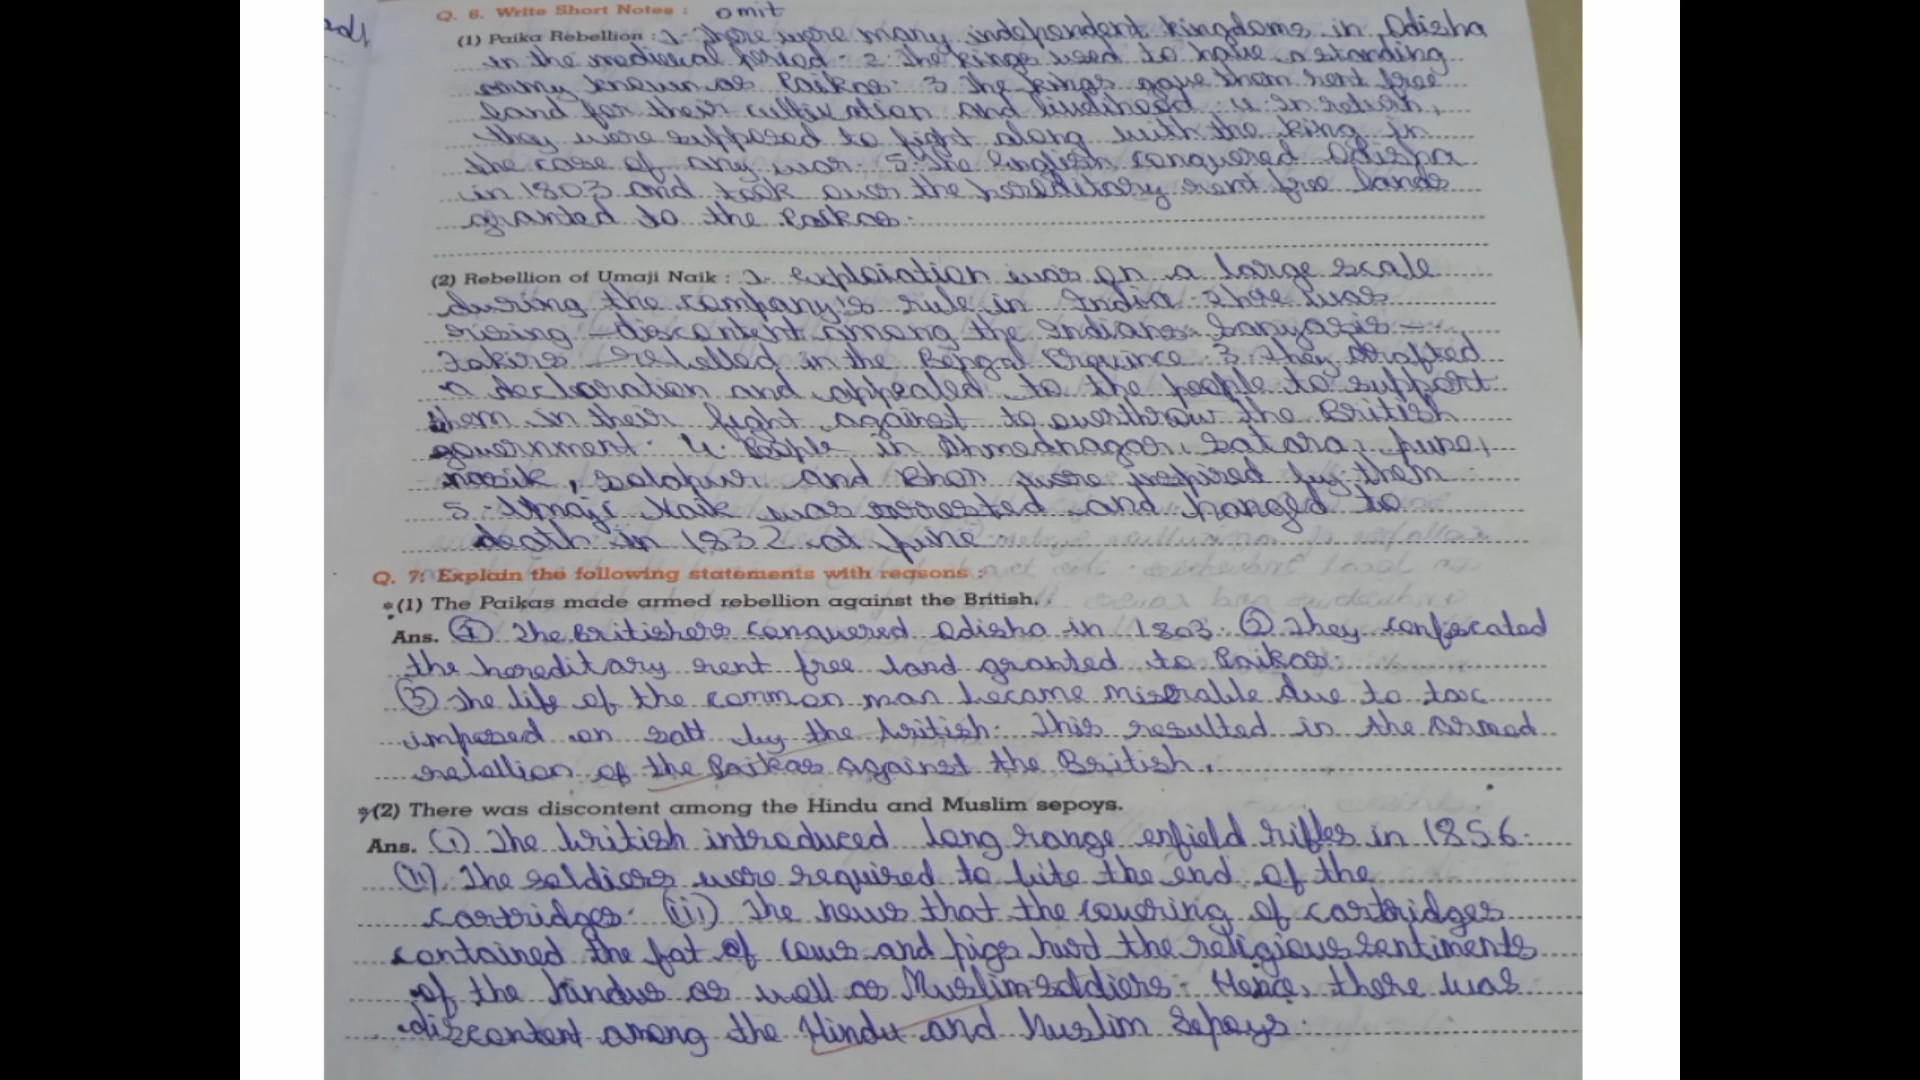 Q. 6. Write Short Notes : omit
(1) Paika Rebellion : 1. There were many independent kingdoms in Odisha
in the medieval period. 2. The kings used to have a standing
army known as Paikas. 3. The kings gave them rent free
land for their cultivation and livelihood. 4. In return,
they were supposed to fight along with the king in
the case of any war. 5. The English conquered Odisha
in 1803 and took over the hereditary rent free lands
granted to the Paikas.
(2) Rebellion of Umaji Naik : 1. exploiation was on a large scale
during the company's rule in India. There was
rising discontent among the Indians. Sanyasis -
Fakirs rebelled in the Bengal Province. 3. They drafted
a declaration and appealed to the people to support
them in their fight against to overthrow the British
government. 4. People in Ahmednagar, Satara, pune,
nasik, Solapur and Bhor were inspired by them
5. Umaji Naik was arrested and hanged to
death in 1832 at pune
Q. 7. Explain the following statements with reasons :
*(1) The Paikas made armed rebellion against the British.
Ans. (1) The Britishers conquered Odisha in 1803. (2) They confiscated
the hereditary rent free land granted to Paikas.
(3) The life of the common man became miserable due to tax
imposed on salt by the british. This resulted in the armed
rebellion of the Paikas against the British.
*(2) There was discontent among the Hindu and Muslim sepoys.
Ans. (i) The british introduced long range enfield rifles in 1856.
(ii) The soldiers were required to bite the end of the
cartridges. (iii) The news that the covering of cartridges
contained the fat of cows and pigs hurt the religious sentiments
of the hindus as well as Muslim soldiers. Hence, there was
discontent among the Hindu and Muslim Sepoys.